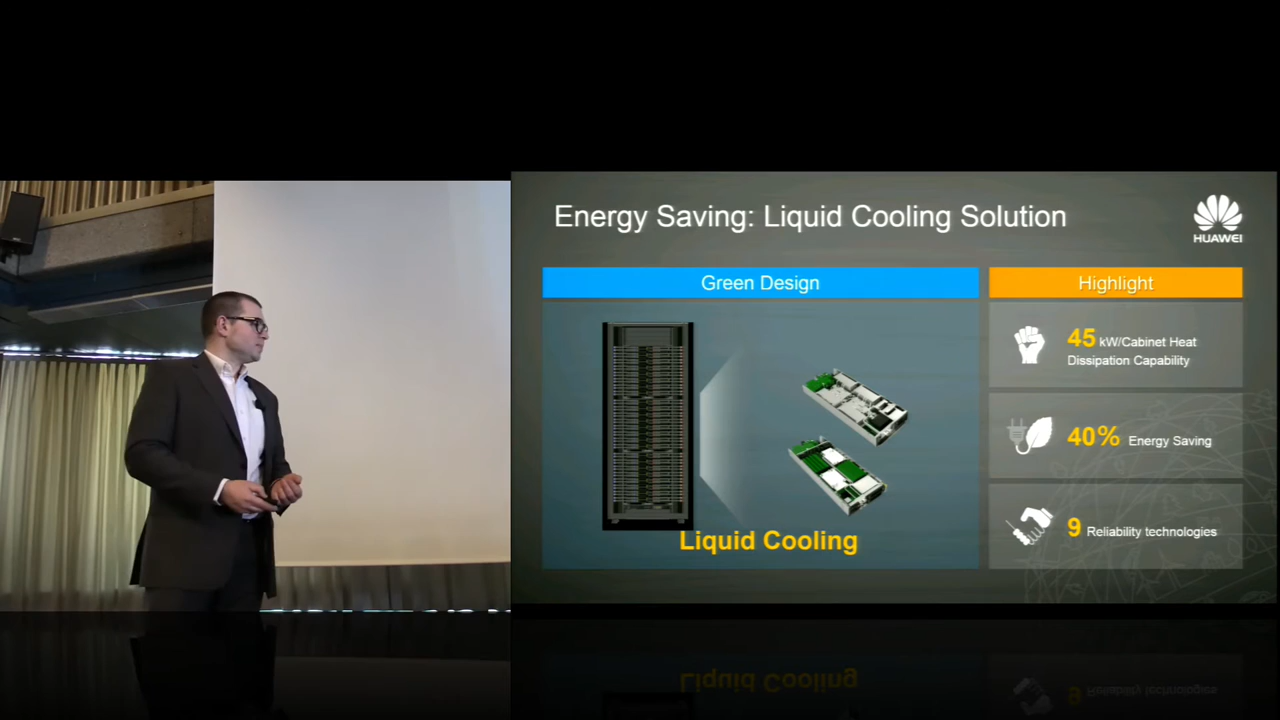 Energy Saving: Liquid Cooling Solution
HUAWEI
Green Design
Highlight
45 kW/Cabinet Heat
Dissipation Capability
40% Energy Saving
9 Reliability technologies
Liquid Cooling